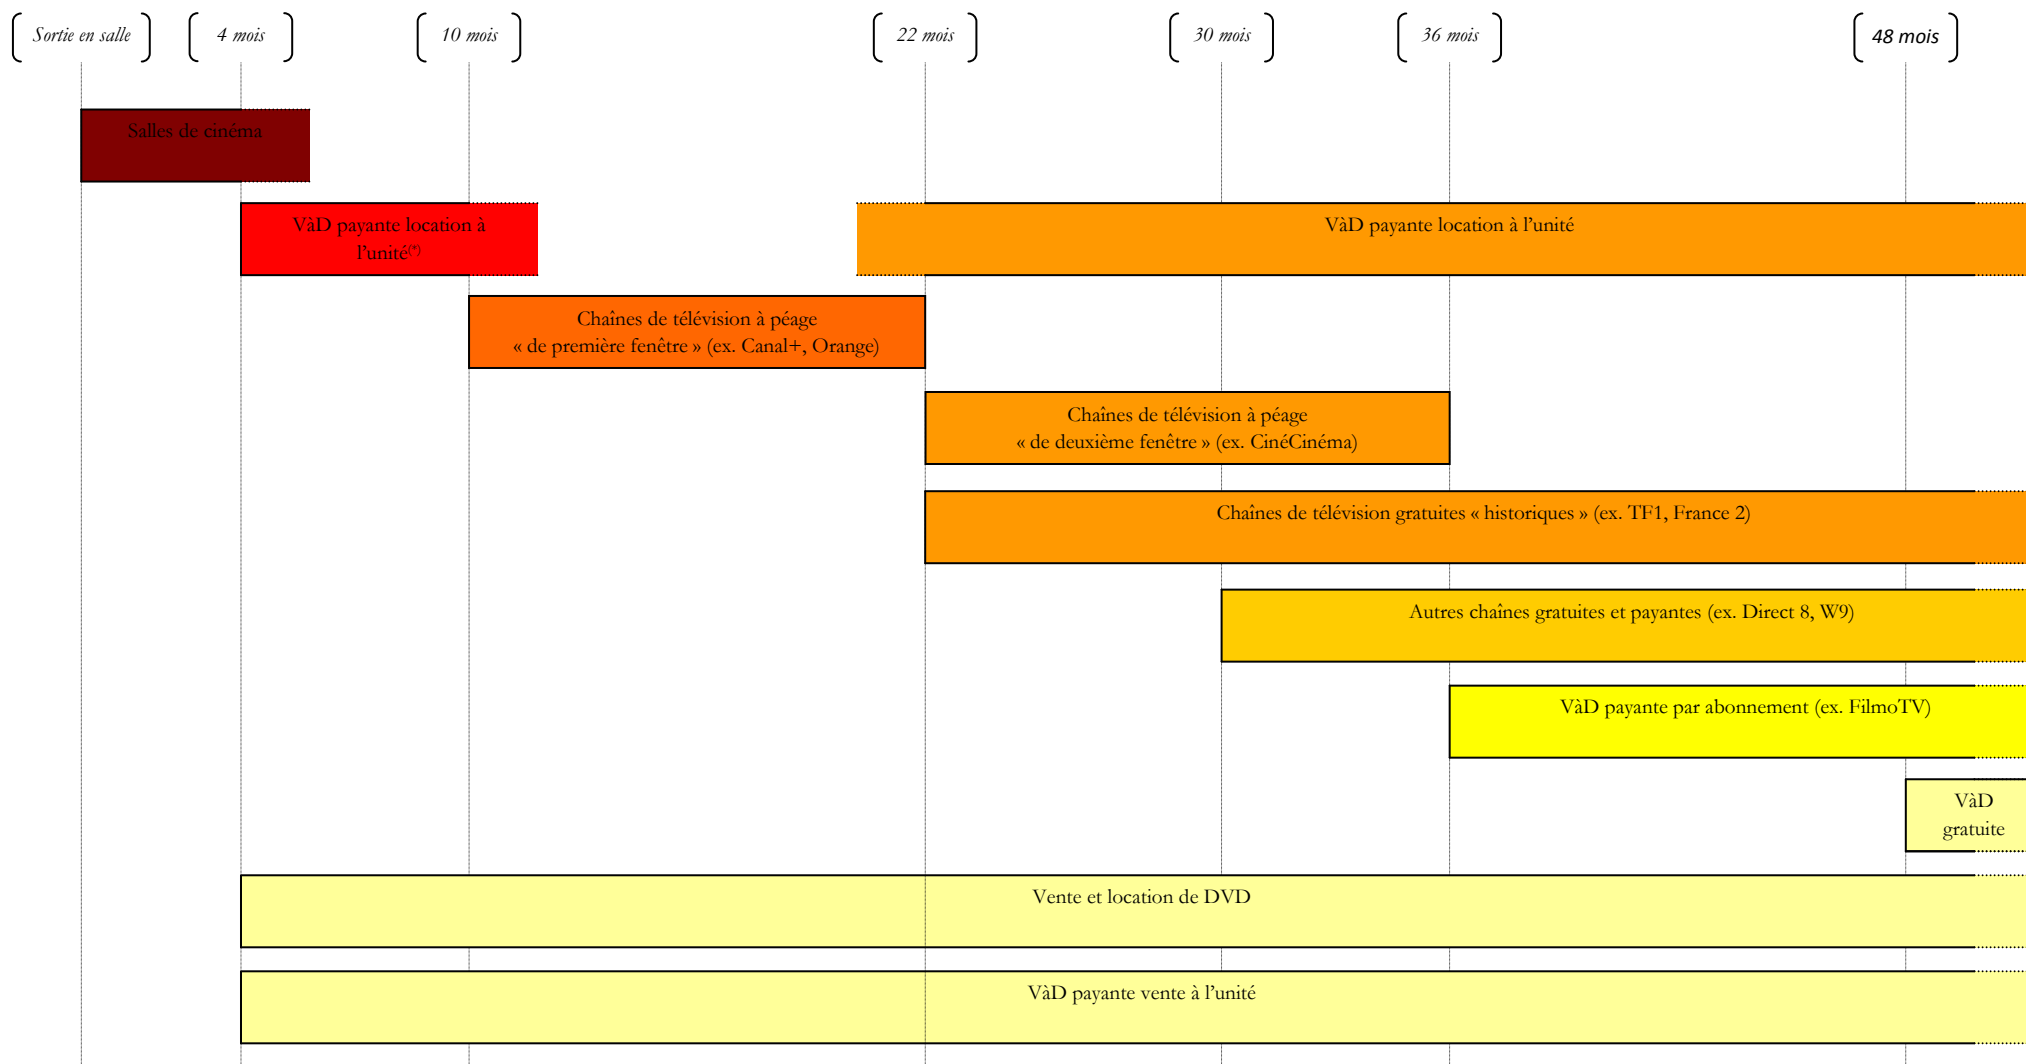 Sortie en salle
4 mois
10 mois
22 mois
30 mois
36 mois
48 mois
Salles de cinéma
VàD payante location à
l'unité(*)
VàD payante location à l'unité
Chaînes de télévision à péage
« de première fenêtre » (ex. Canal+, Orange)
Chaînes de télévision à péage
« de deuxième fenêtre » (ex. CinéCinéma)
Chaînes de télévision gratuites « historiques » (ex. TF1, France 2)
Autres chaînes gratuites et payantes (ex. Direct 8, W9)
VàD payante par abonnement (ex. FilmoTV)
VàD
gratuite
Vente et location de DVD
VàD payante vente à l'unité